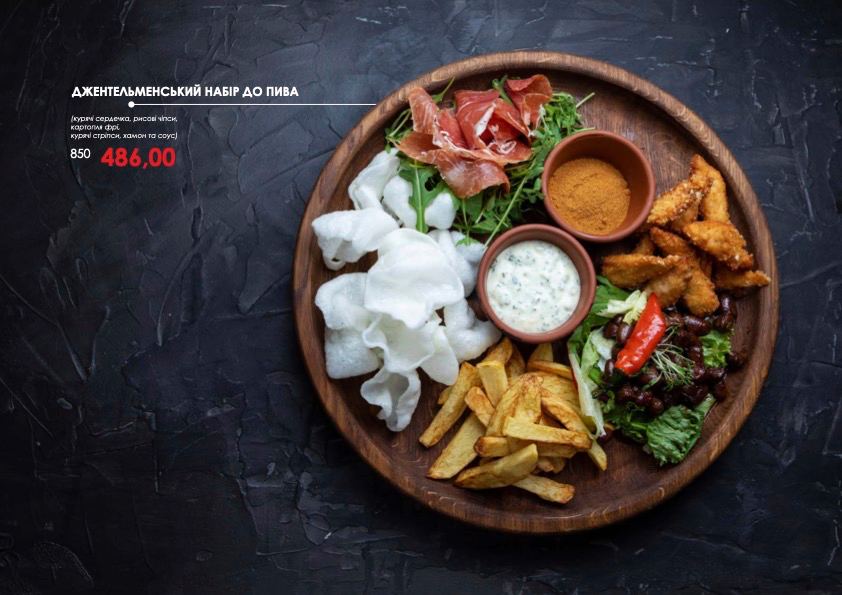 ДЖЕНТЕЛЬМЕНСЬКИЙ НАБІР ДО ПИВА
(курячі сердечка, рисові чіпси,
картопля фрі,
курячі стріпси, хамон та соус)
850 486,00